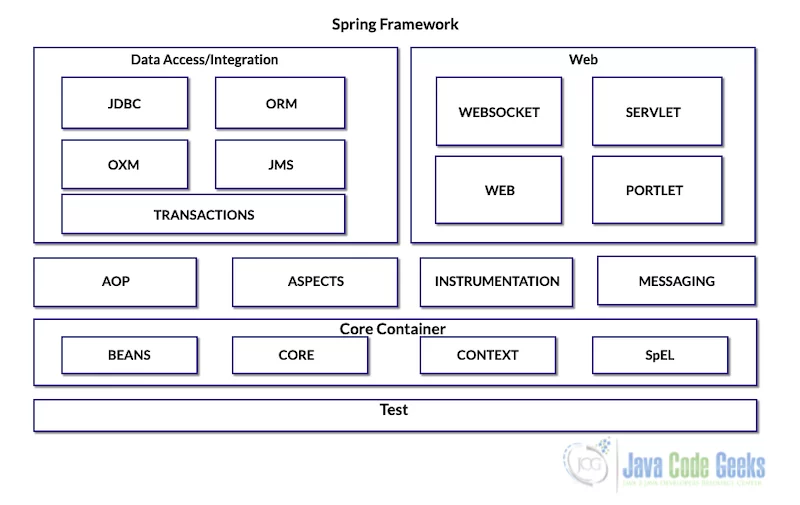 Spring Framework
Data Access/Integration
JDBC
ORM
OXM
JMS
TRANSACTIONS
Web
WEBSOCKET
SERVLET
WEB
PORTLET
AOP
ASPECTS
INSTRUMENTATION
MESSAGING
Core Container
BEANS
CORE
CONTEXT
SpEL
Test
JCG
Java Code Geeks